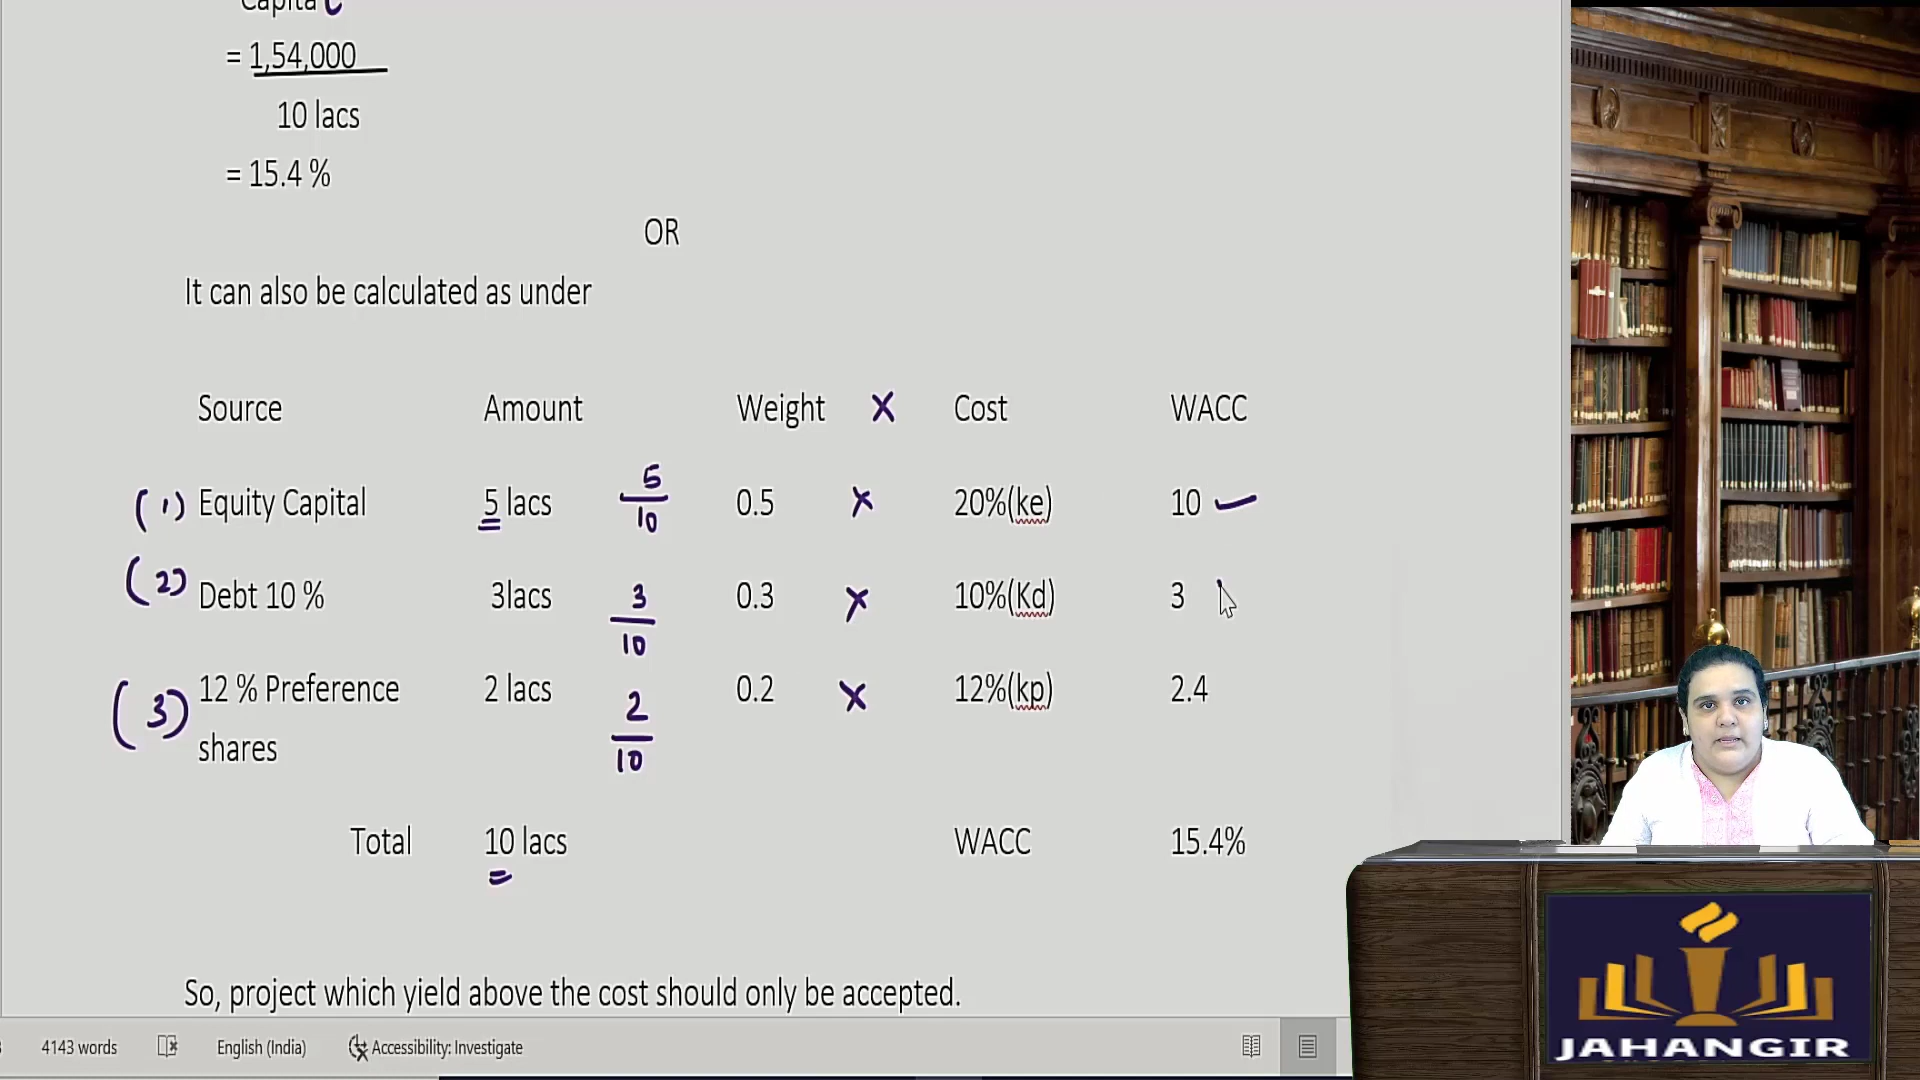 Capital
= 1,54,000
10 lacs
= 15.4 %
OR
It can also be calculated as under
Source Amount Weight X Cost WACC
(1) Equity Capital 5 lacs 5/10 0.5 X 20%(ke) 10
(2) Debt 10 % 3lacs 3/10 0.3 X 10%(Kd) 3
(3) 12 % Preference 2 lacs 2/10 0.2 X 12%(kp) 2.4
shares
Total 10 lacs WACC 15.4%
So, project which yield above the cost should only be accepted.
4143 words English (India) Accessibility: Investigate
JAHANGIR